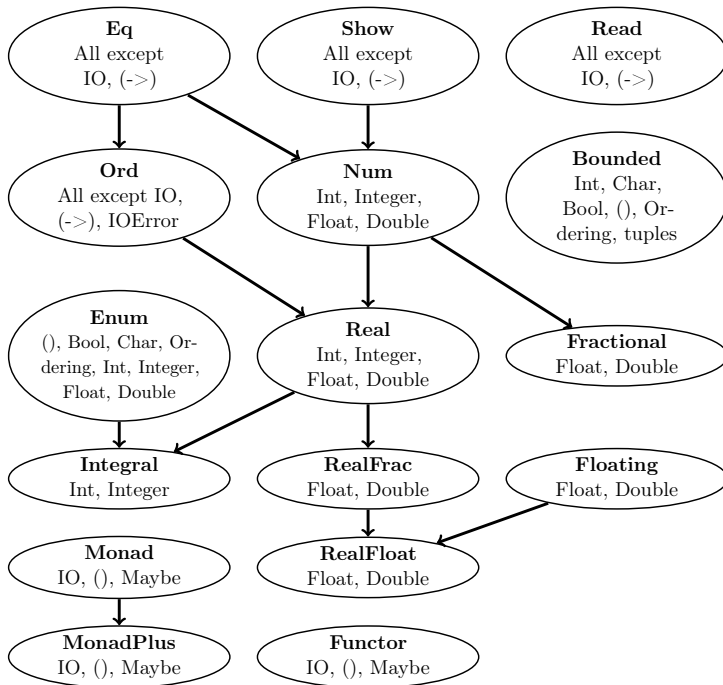 Eq
All except
IO, (->)
Show
All except
IO, (->)
Read
All except
IO, (->)
Ord
All except IO,
(->), IOError
Num
Int, Integer,
Float, Double
Bounded
Int, Char,
Bool, (), Or-
dering, tuples
Enum
(), Bool, Char, Or-
dering, Int, Integer,
Float, Double
Real
Int, Integer,
Float, Double
Fractional
Float, Double
Integral
Int, Integer
RealFrac
Float, Double
Floating
Float, Double
Monad
IO, (), Maybe
RealFloat
Float, Double
MonadPlus
IO, (), Maybe
Functor
IO, (), Maybe